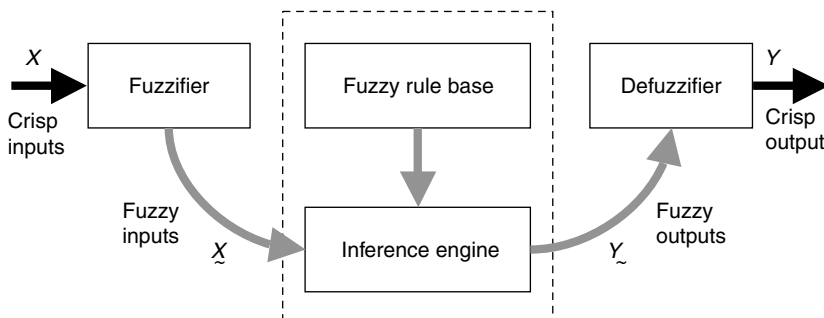 X
Fuzzifier
Fuzzy rule base
Y
Defuzzifier
Crisp
inputs
Crisp
output
Fuzzy
inputs
X̰
Inference engine
Y̰
Fuzzy
outputs